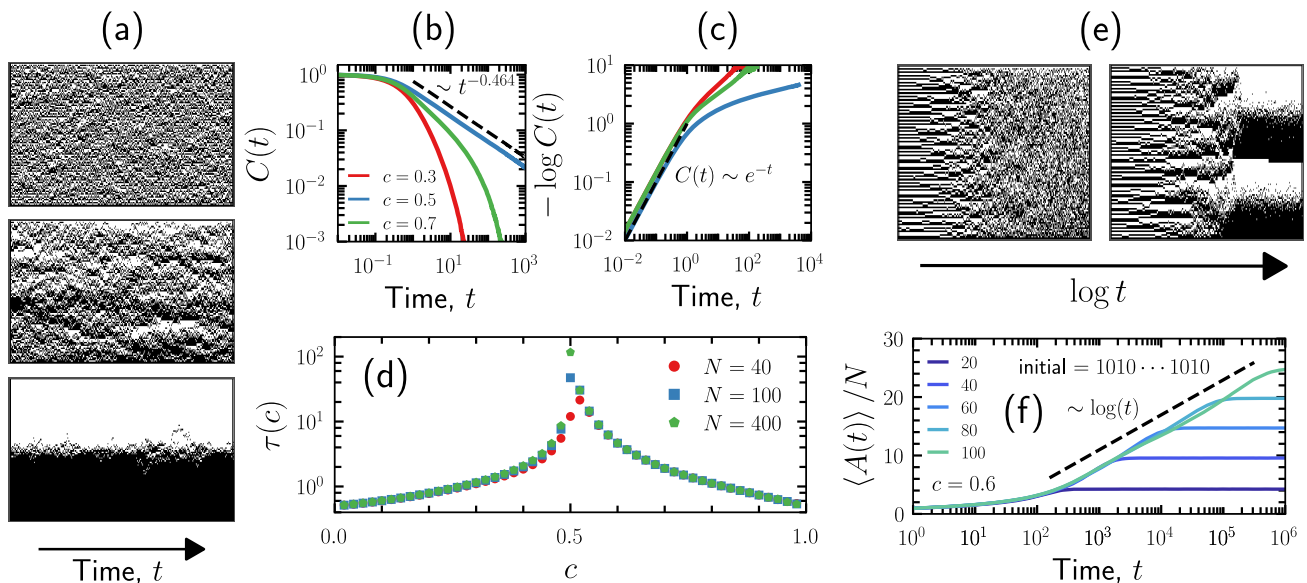 (a)
Time, t
(b)
C(t)
10^0
10^-1
10^-2
10^-3
∼ t^-0.464
c = 0.3
c = 0.5
c = 0.7
10^-1 10^1 10^3
Time, t
(c)
− log C(t)
10^1
10^0
10^-1
10^-2
C(t) ∼ e^-t
10^-2 10^0 10^2 10^4
Time, t
(d)
τ(c)
10^2
10^1
10^0
N = 40
N = 100
N = 400
0.0 0.5 1.0
c
(e)
log t
(f)
⟨A(t)⟩ /N
30
20
10
0
20
40
60
80
100
initial = 1010 · · · 1010
∼ log(t)
c = 0.6
10^0 10^1 10^2 10^3 10^4 10^5 10^6
Time, t